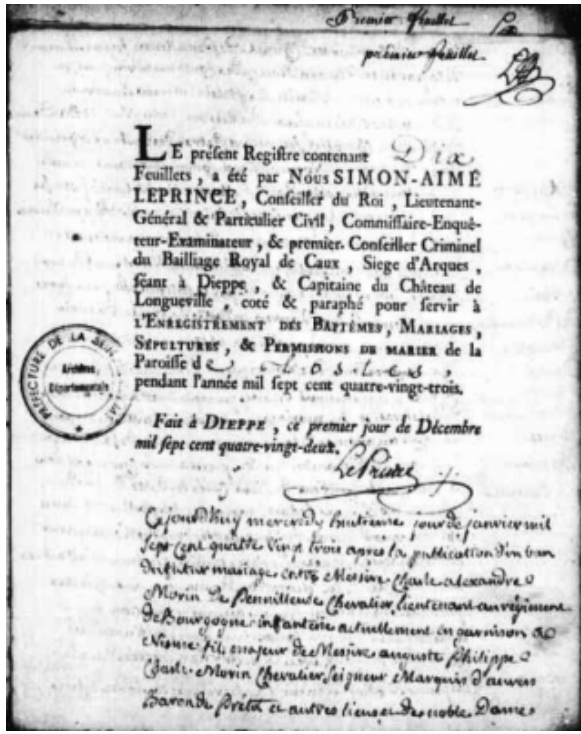 Premier feuillet
premier feuillet
LE présent Registre contenant Dix
Feuillets, a été par Nous SIMON-AIMÉ
LEPRINCE, Conseiller du Roi, Lieutenant-
Général & Particulier Civil, Commissaire-Enquê-
teur-Examinateur, & premier Conseiller Criminel
du Bailliage Royal de Caux, Siege d'Arques,
séant à Dieppe, & Capitaine du Château de
Longueville, coté & paraphé pour servir à
l'ENREGISTREMENT DES BAPTÊMES, MARIAGES,
SÉPULTURES, & PERMISSIONS DE MARIER de la
Paroisse de
pendant l'année mil sept cent quatre-vingt-trois.
PREFECTURE DE LA SEINE
Archives
Départementales
Fait à DIEPPE, ce premier jour de Décembre
mil sept cent quatre-vingt-deux.
LePrince
Cejourdhuy mercredy huitieme jour de janvier mil
sept cent quatre vingt trois apres la publication d'un ban
du futur mariage entre Messire Charle alexandre
Morin de Chevalier, lieutenant au regiment
de Bourgogne infanterie actuellement en garnison a
Vienne fils majeur de Messire auguste philippe
Charle Morin Chevalier, Seigneur Marquis d'auvers
Baron de et autres lieux et de noble Dame